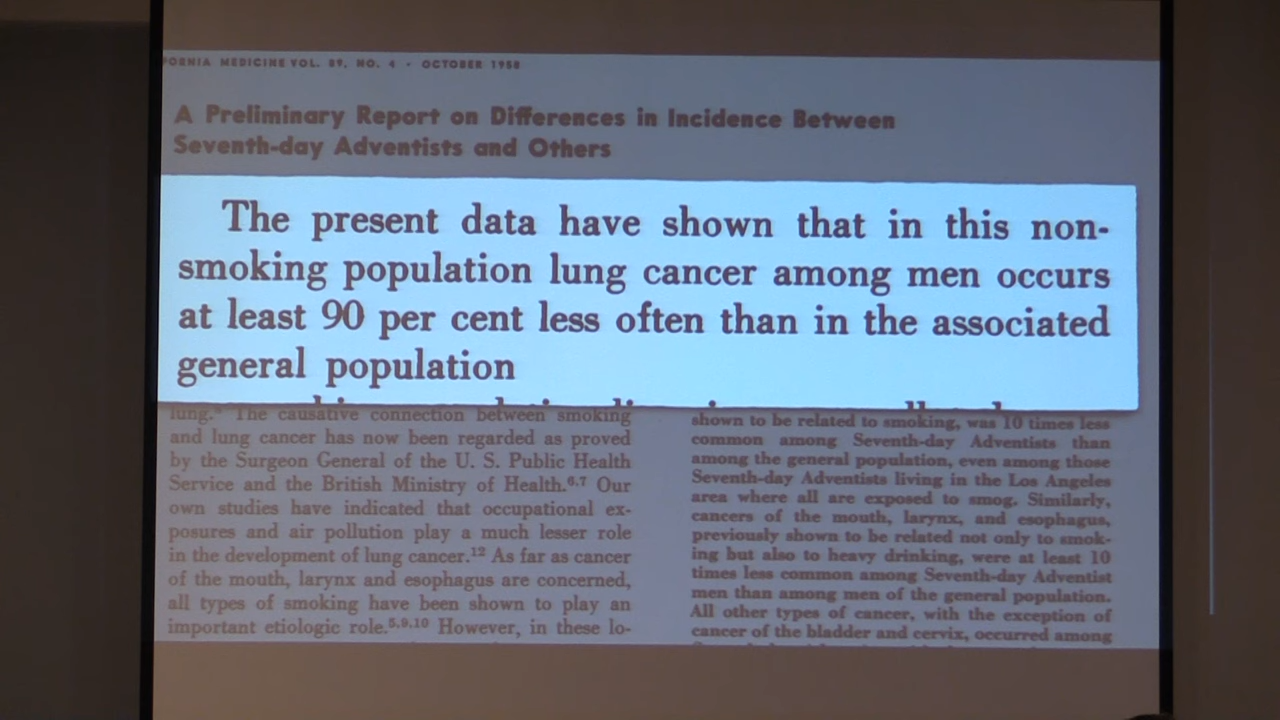 FORNIA MEDICINE VOL. 89, NO. 4 • OCTOBER 1958
A Preliminary Report on Differences in Incidence Between
Seventh-day Adventists and Others
The present data have shown that in this non-
smoking population lung cancer among men occurs
at least 90 per cent less often than in the associated
general population
lung. The causative connection between smoking
and lung cancer has now been regarded as proved
by the Surgeon General of the U. S. Public Health
Service and the British Ministry of Health.6,7 Our
own studies have indicated that occupational ex-
posures and air pollution play a much lesser role
in the development of lung cancer.12 As far as cancer
of the mouth, larynx and esophagus are concerned,
all types of smoking have been shown to play an
important etiologic role.5,9,10 However, in these lo-
shown to be related to smoking, was 10 times less
common among Seventh-day Adventists than
among the general population, even among those
Seventh-day Adventists living in the Los Angeles
area where all are exposed to smog. Similarly,
cancers of the mouth, larynx, and esophagus,
previously shown to be related not only to smok-
ing but also to heavy drinking, were at least 10
times less common among Seventh-day Adventist
men than among men of the general population.
All other types of cancer, with the exception of
cancer of the bladder and cervix, occurred among